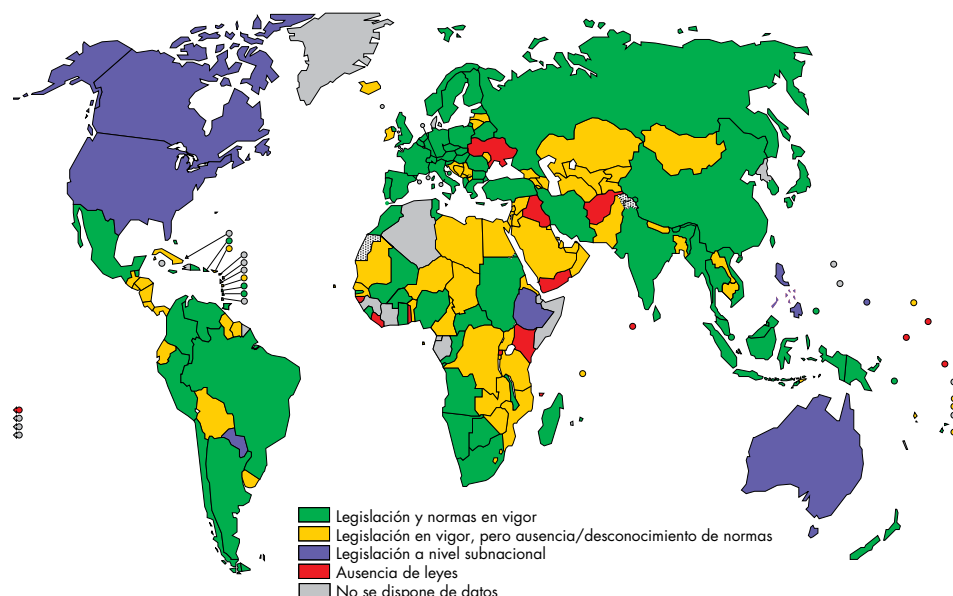 Legislación y normas en vigor
Legislación en vigor, pero ausencia/desconocimiento de normas
Legislación a nivel subnacional
Ausencia de leyes
No se dispone de datos